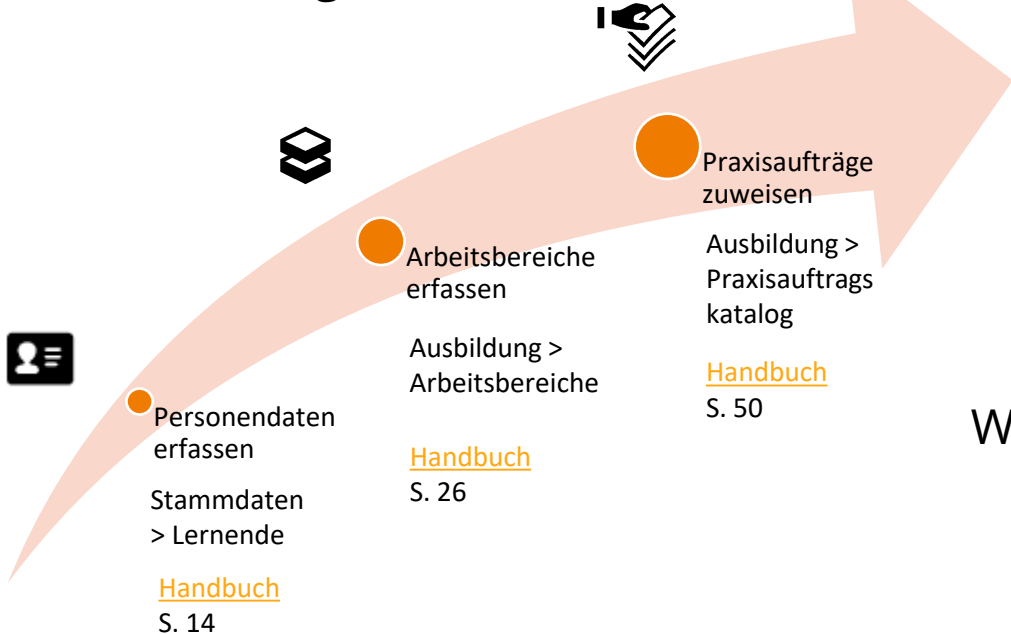 Personendaten
erfassen
Stammdaten
> Lernende
Handbuch
S. 14
Arbeitsbereiche
erfassen
Ausbildung >
Arbeitsbereiche
Handbuch
S. 26
Praxisaufträge
zuweisen
Ausbildung >
Praxisauftrags
katalog
Handbuch
S. 50
W